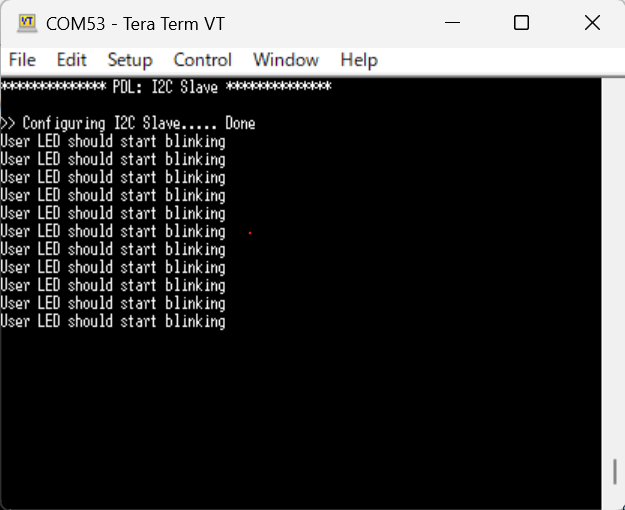 COM53 - Tera Term VT
File Edit Setup Control Window Help
************** PDL: I2C Slave **************
>> Configuring I2C Slave..... Done
User LED should start blinking
User LED should start blinking
User LED should start blinking
User LED should start blinking
User LED should start blinking
User LED should start blinking
User LED should start blinking
User LED should start blinking
User LED should start blinking
User LED should start blinking
User LED should start blinking